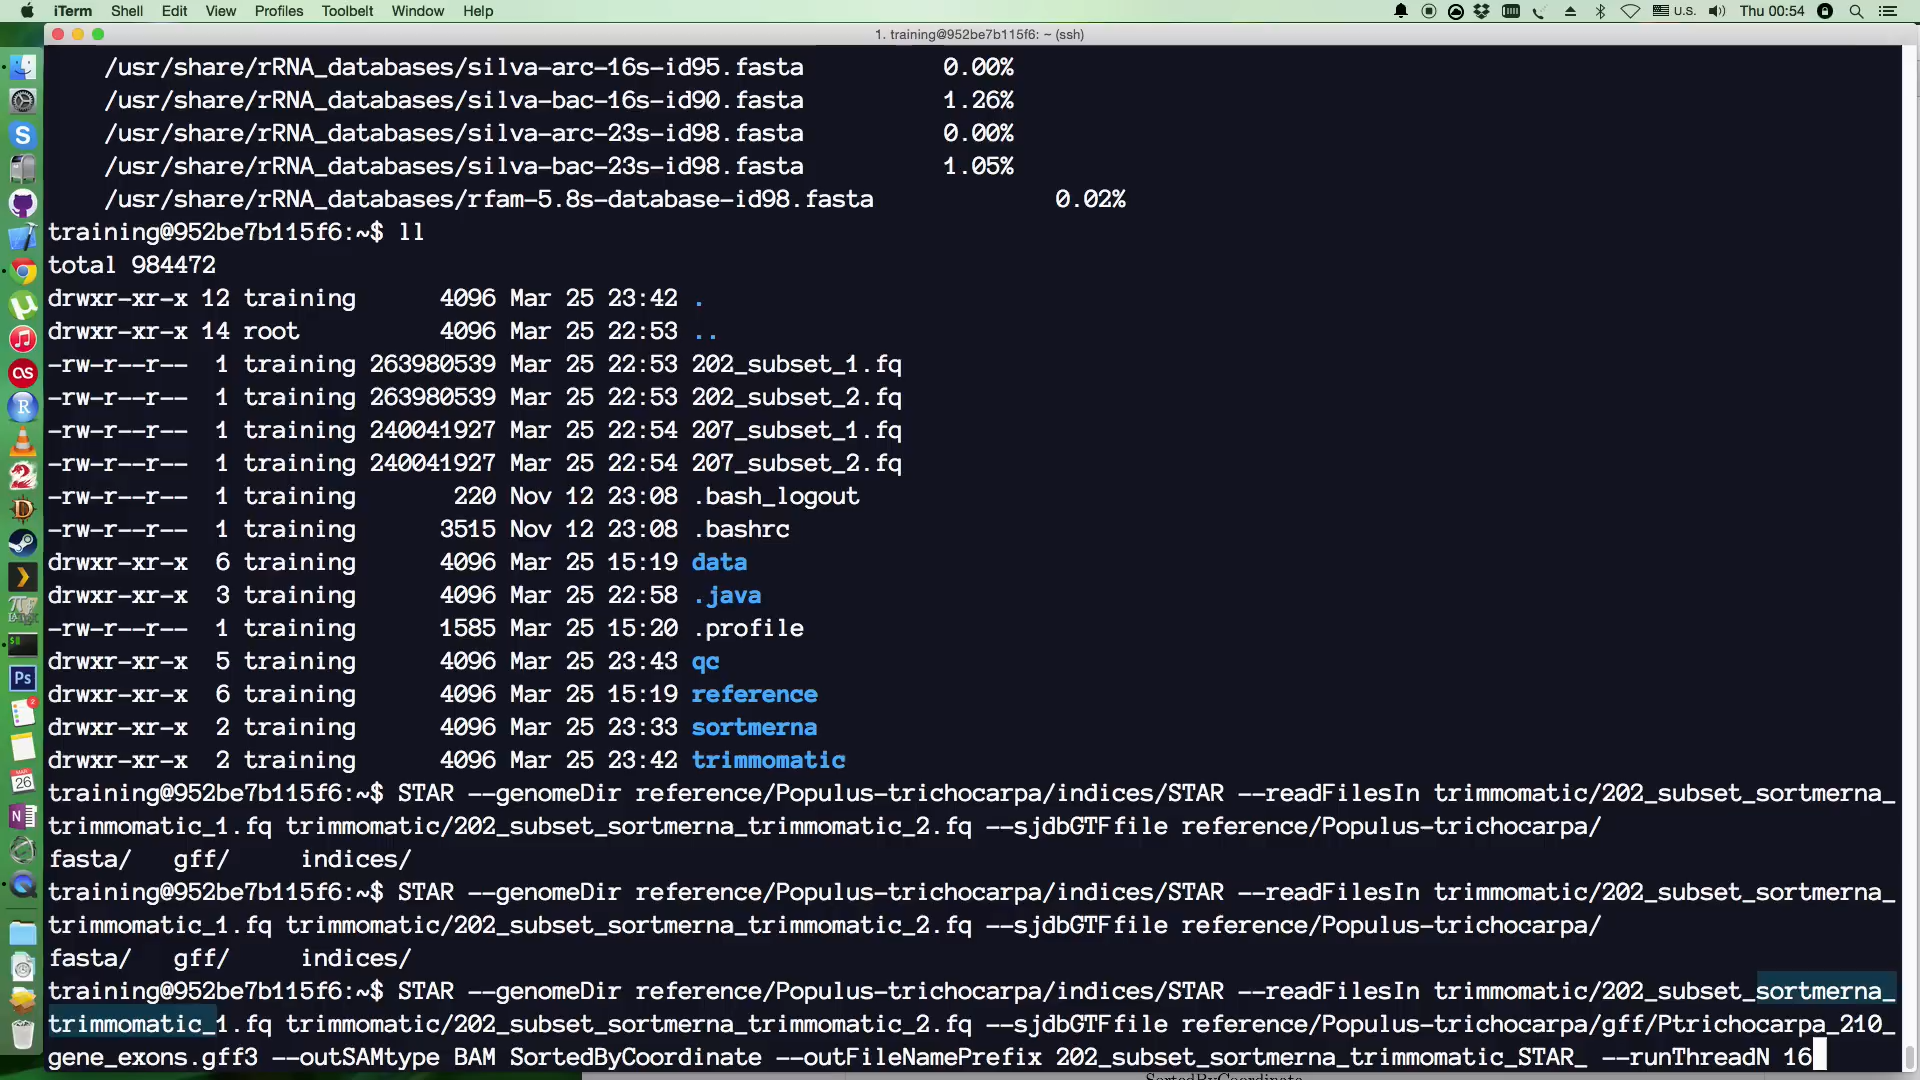 iTerm Shell Edit View Profiles Toolbelt Window Help U.S. Thu 00:54
1. training@952be7b115f6: ~ (ssh)
/usr/share/rRNA_databases/silva-arc-16s-id95.fasta 0.00%
/usr/share/rRNA_databases/silva-bac-16s-id90.fasta 1.26%
/usr/share/rRNA_databases/silva-arc-23s-id98.fasta 0.00%
/usr/share/rRNA_databases/silva-bac-23s-id98.fasta 1.05%
/usr/share/rRNA_databases/rfam-5.8s-database-id98.fasta 0.02%
training@952be7b115f6:~$ ll
total 984472
drwxr-xr-x 12 training 4096 Mar 25 23:42 .
drwxr-xr-x 14 root 4096 Mar 25 22:53 ..
-rw-r--r-- 1 training 263980539 Mar 25 22:53 202_subset_1.fq
-rw-r--r-- 1 training 263980539 Mar 25 22:53 202_subset_2.fq
-rw-r--r-- 1 training 240041927 Mar 25 22:54 207_subset_1.fq
-rw-r--r-- 1 training 240041927 Mar 25 22:54 207_subset_2.fq
-rw-r--r-- 1 training 220 Nov 12 23:08 .bash_logout
-rw-r--r-- 1 training 3515 Nov 12 23:08 .bashrc
drwxr-xr-x 6 training 4096 Mar 25 15:19 data
drwxr-xr-x 3 training 4096 Mar 25 22:58 .java
-rw-r--r-- 1 training 1585 Mar 25 15:20 .profile
drwxr-xr-x 5 training 4096 Mar 25 23:43 qc
drwxr-xr-x 6 training 4096 Mar 25 15:19 reference
drwxr-xr-x 2 training 4096 Mar 25 23:33 sortmerna
drwxr-xr-x 2 training 4096 Mar 25 23:42 trimmomatic
training@952be7b115f6:~$ STAR --genomeDir reference/Populus-trichocarpa/indices/STAR --readFilesIn trimmomatic/202_subset_sortmerna_
trimmomatic_1.fq trimmomatic/202_subset_sortmerna_trimmomatic_2.fq --sjdbGTFfile reference/Populus-trichocarpa/
fasta/ gff/ indices/
training@952be7b115f6:~$ STAR --genomeDir reference/Populus-trichocarpa/indices/STAR --readFilesIn trimmomatic/202_subset_sortmerna_
trimmomatic_1.fq trimmomatic/202_subset_sortmerna_trimmomatic_2.fq --sjdbGTFfile reference/Populus-trichocarpa/
fasta/ gff/ indices/
training@952be7b115f6:~$ STAR --genomeDir reference/Populus-trichocarpa/indices/STAR --readFilesIn trimmomatic/202_subset_sortmerna_
trimmomatic_1.fq trimmomatic/202_subset_sortmerna_trimmomatic_2.fq --sjdbGTFfile reference/Populus-trichocarpa/gff/Ptrichocarpa_210_
gene_exons.gff3 --outSAMtype BAM SortedByCoordinate --outFileNamePrefix 202_subset_sortmerna_trimmomatic_STAR_ --runThreadN 16